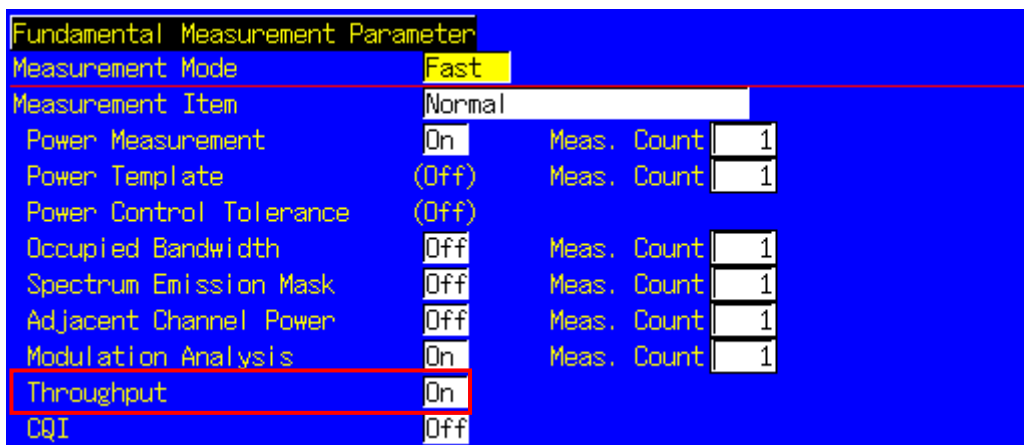 Fundamental Measurement Parameter
Measurement Mode Fast
Measurement Item Normal
Power Measurement On Meas. Count 1
Power Template (Off) Meas. Count 1
Power Control Tolerance (Off)
Occupied Bandwidth Off Meas. Count 1
Spectrum Emission Mask Off Meas. Count 1
Adjacent Channel Power Off Meas. Count 1
Modulation Analysis On Meas. Count 1
Throughput On
CQI Off